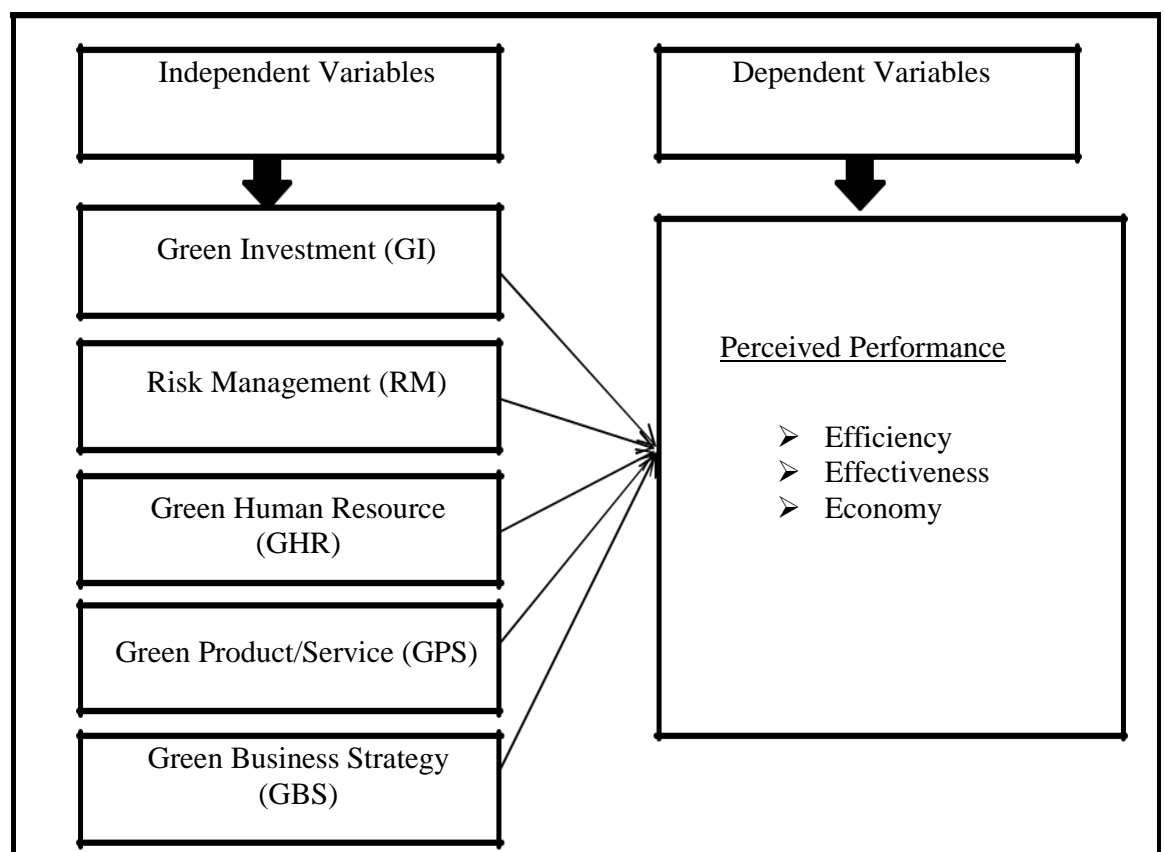 Independent Variables
Dependent Variables
Green Investment (GI)
Risk Management (RM)
Green Human Resource
(GHR)
Green Product/Service (GPS)
Green Business Strategy
(GBS)
Perceived Performance
➢ Efficiency
➢ Effectiveness
➢ Economy